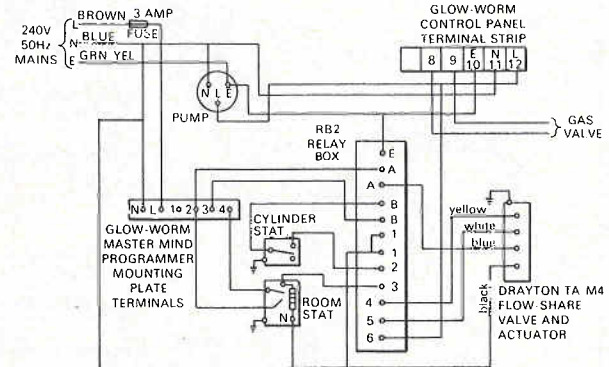 240V
50Hz
MAINS
L BROWN 3 AMP
FUSE
N BLUE
E GRN YEL
GLOW-WORM
CONTROL PANEL
TERMINAL STRIP
8 9 E 10 N 11 L 12
N L E
PUMP
GAS
VALVE
RB2
RELAY
BOX
E
A
A
B
B
1
1
2
3
4
5
6
N L 1 2 3 4
GLOW-WORM
MASTER MIND
PROGRAMMER
MOUNTING
PLATE
TERMINALS
CYLINDER
STAT
ROOM
STAT
N
yellow
white
blue
black
DRAYTON TA M4
FLOW-SHARE
VALVE AND
ACTUATOR